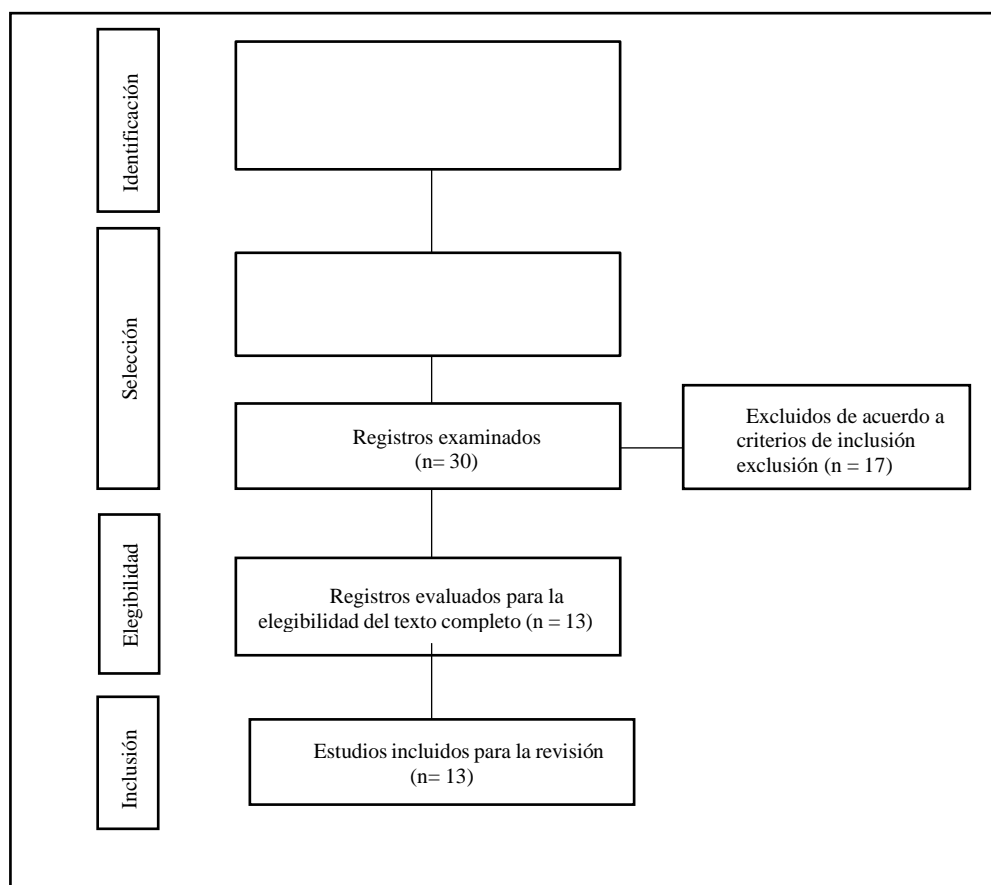 Identificación
Selección
Registros examinados
(n= 30)
Excluidos de acuerdo a
criterios de inclusión
exclusión (n = 17)
Elegibilidad
Registros evaluados para la
elegibilidad del texto completo (n = 13)
Inclusión
Estudios incluidos para la revisión
(n= 13)